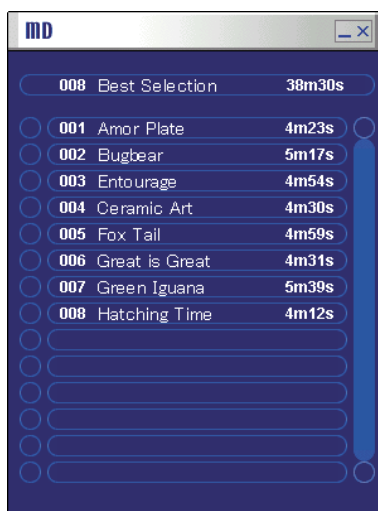 MD
008 Best Selection 38m30s
001 Amor Plate 4m23s
002 Bugbear 5m17s
003 Entourage 4m54s
004 Ceramic Art 4m30s
005 Fox Tail 4m59s
006 Great is Great 4m31s
007 Green Iguana 5m39s
008 Hatching Time 4m12s